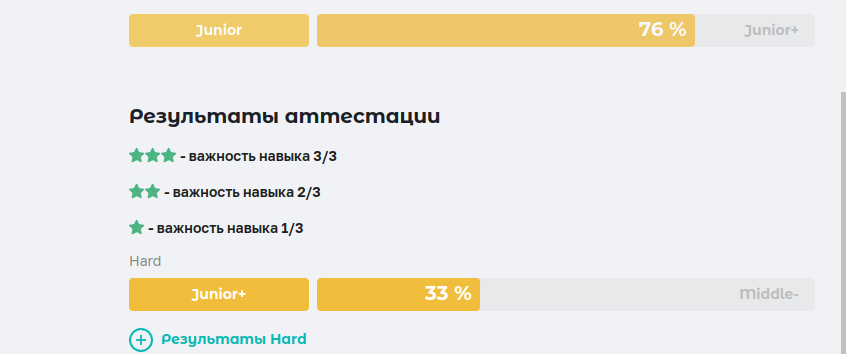 Junior 76 % Junior+
Результаты аттестации
- важность навыка 3/3
- важность навыка 2/3
- важность навыка 1/3
Hard
Junior+ 33 % Middle-
Результаты Hard